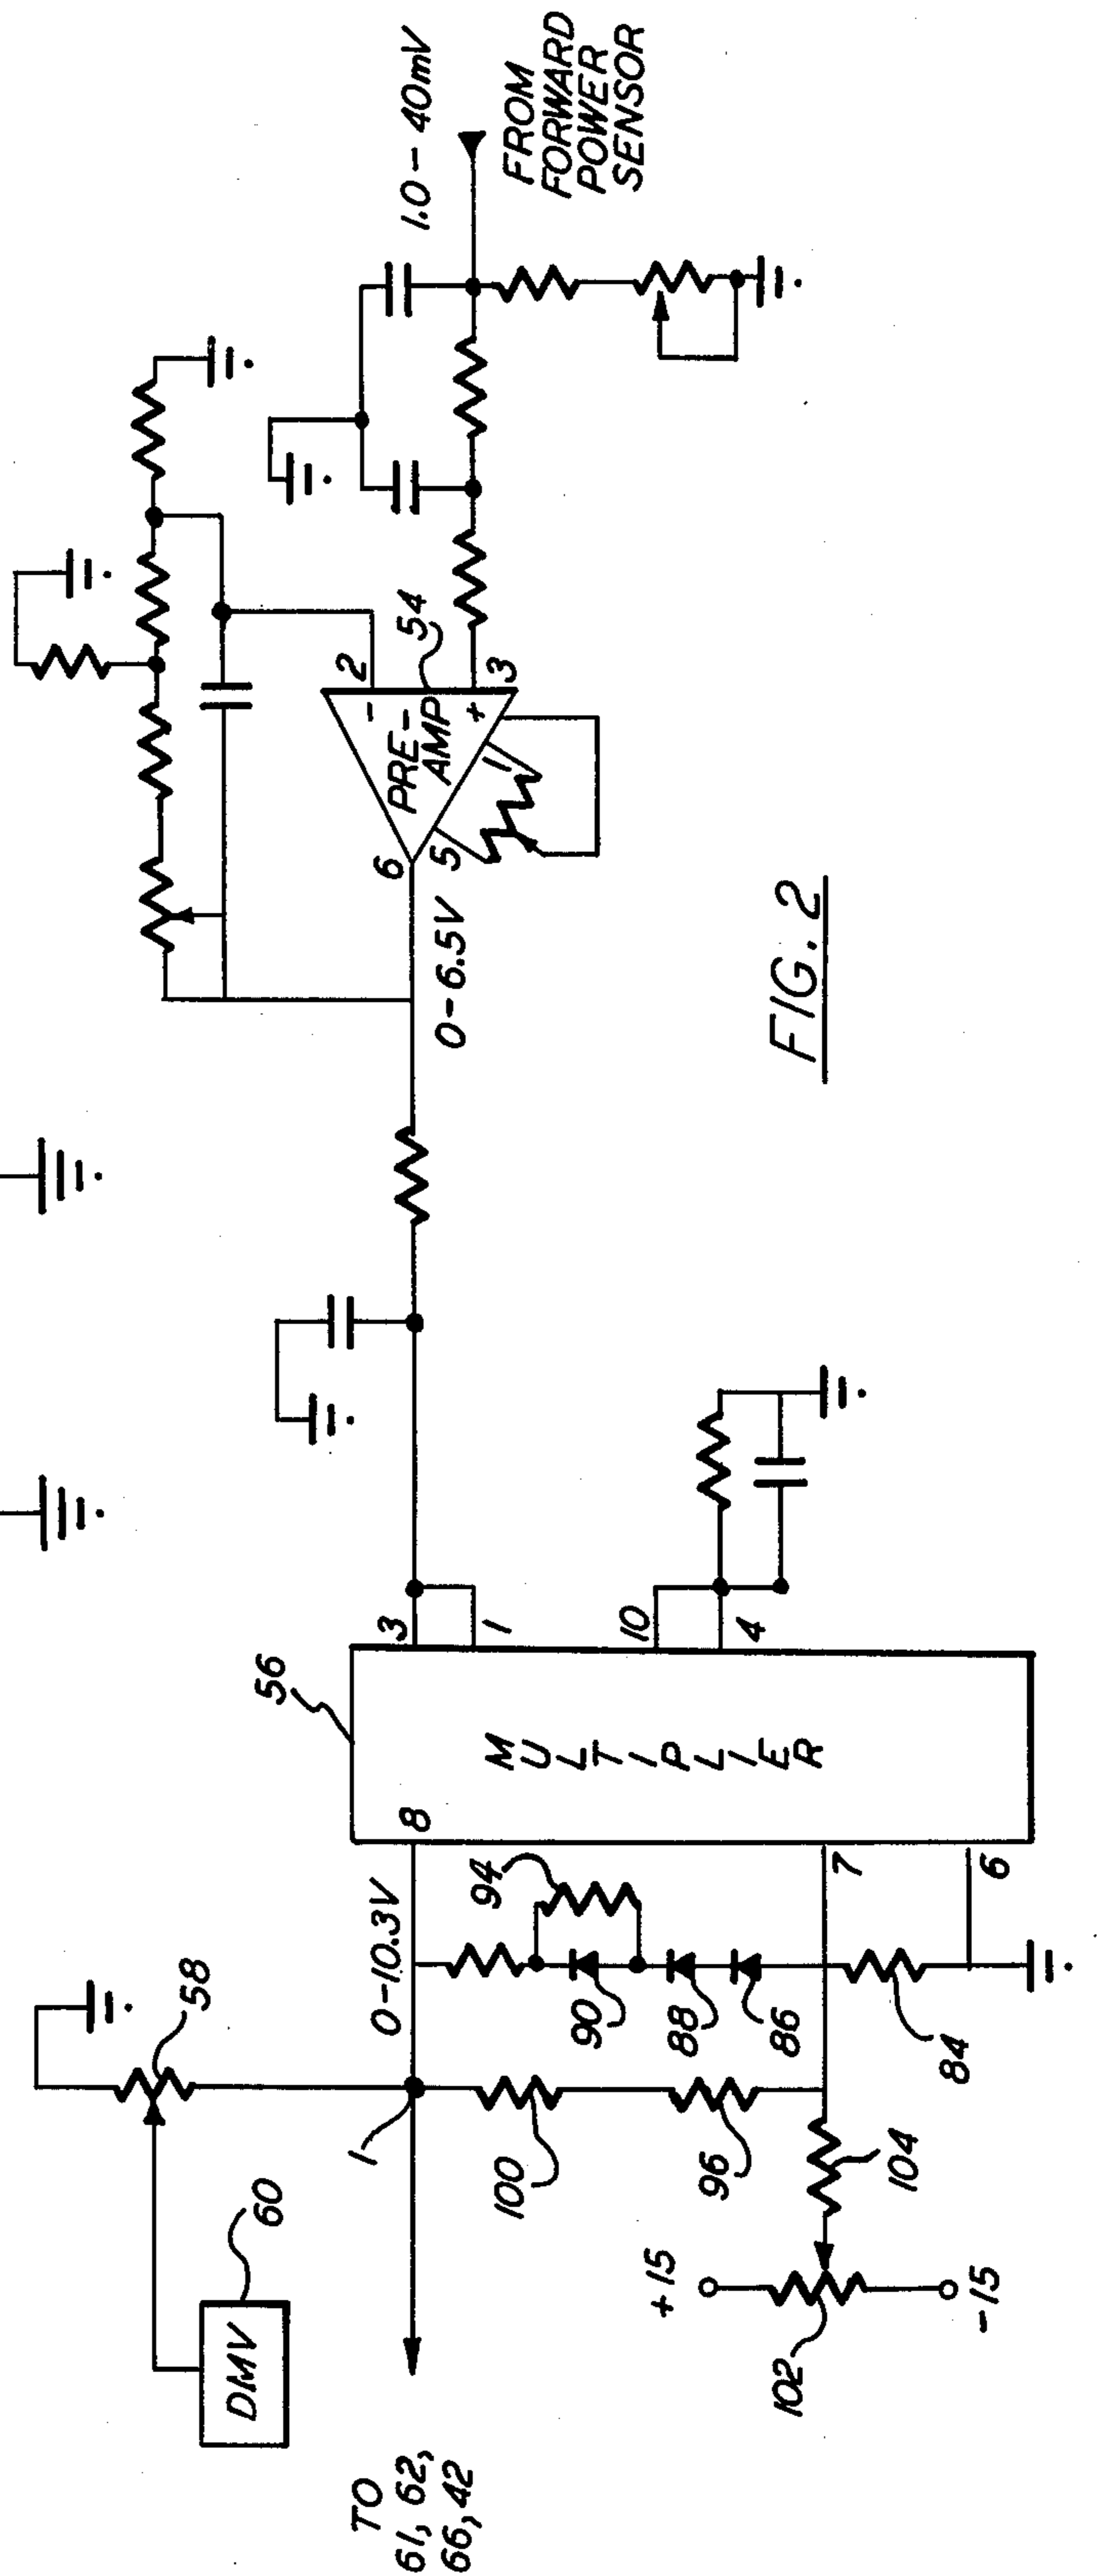 1.0 - 40mV
FROM
FORWARD
POWER
SENSOR
2
54
-
PRE-
AMP
+
3
6
5
1
0-6.5V
56
3
1
10
4
MULTIPLIER
8
7
6
0-10.3V
94
90
88
86
84
58
1
100
96
104
60
DMV
+15
-15
102
TO
61, 62,
66, 42
FIG. 2